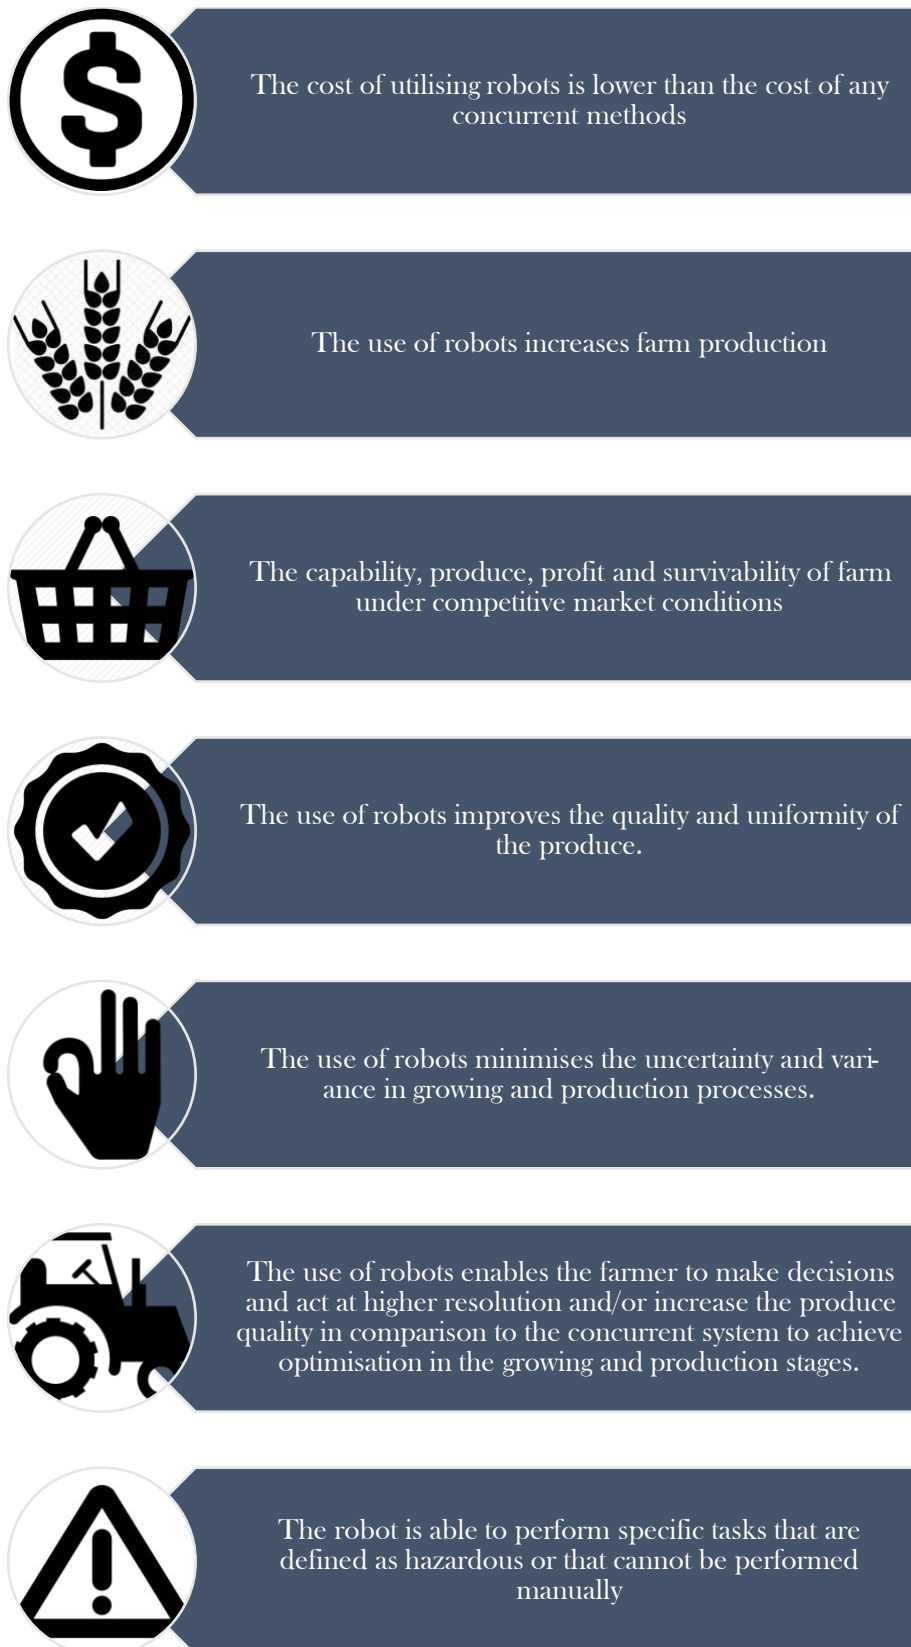 The cost of utilising robots is lower than the cost of any
concurrent methods
The use of robots increases farm production
The capability, produce, profit and survivability of farm
under competitive market conditions
The use of robots improves the quality and uniformity of
the produce.
The use of robots minimises the uncertainty and vari-
ance in growing and production processes.
The use of robots enables the farmer to make decisions
and act at higher resolution and/or increase the produce
quality in comparison to the concurrent system to achieve
optimisation in the growing and production stages.
The robot is able to perform specific tasks that are
defined as hazardous or that cannot be performed
manually